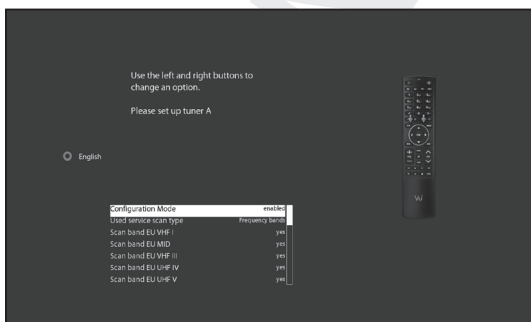 Use the left and right buttons to
change an option.
Please set up tuner A
English
Configuration Mode enabled
Used service scan type Frequency bands
Scan band EU VHF I yes
Scan band EU MID yes
Scan band EU VHF III yes
Scan band EU UHF IV yes
Scan band EU UHF V yes